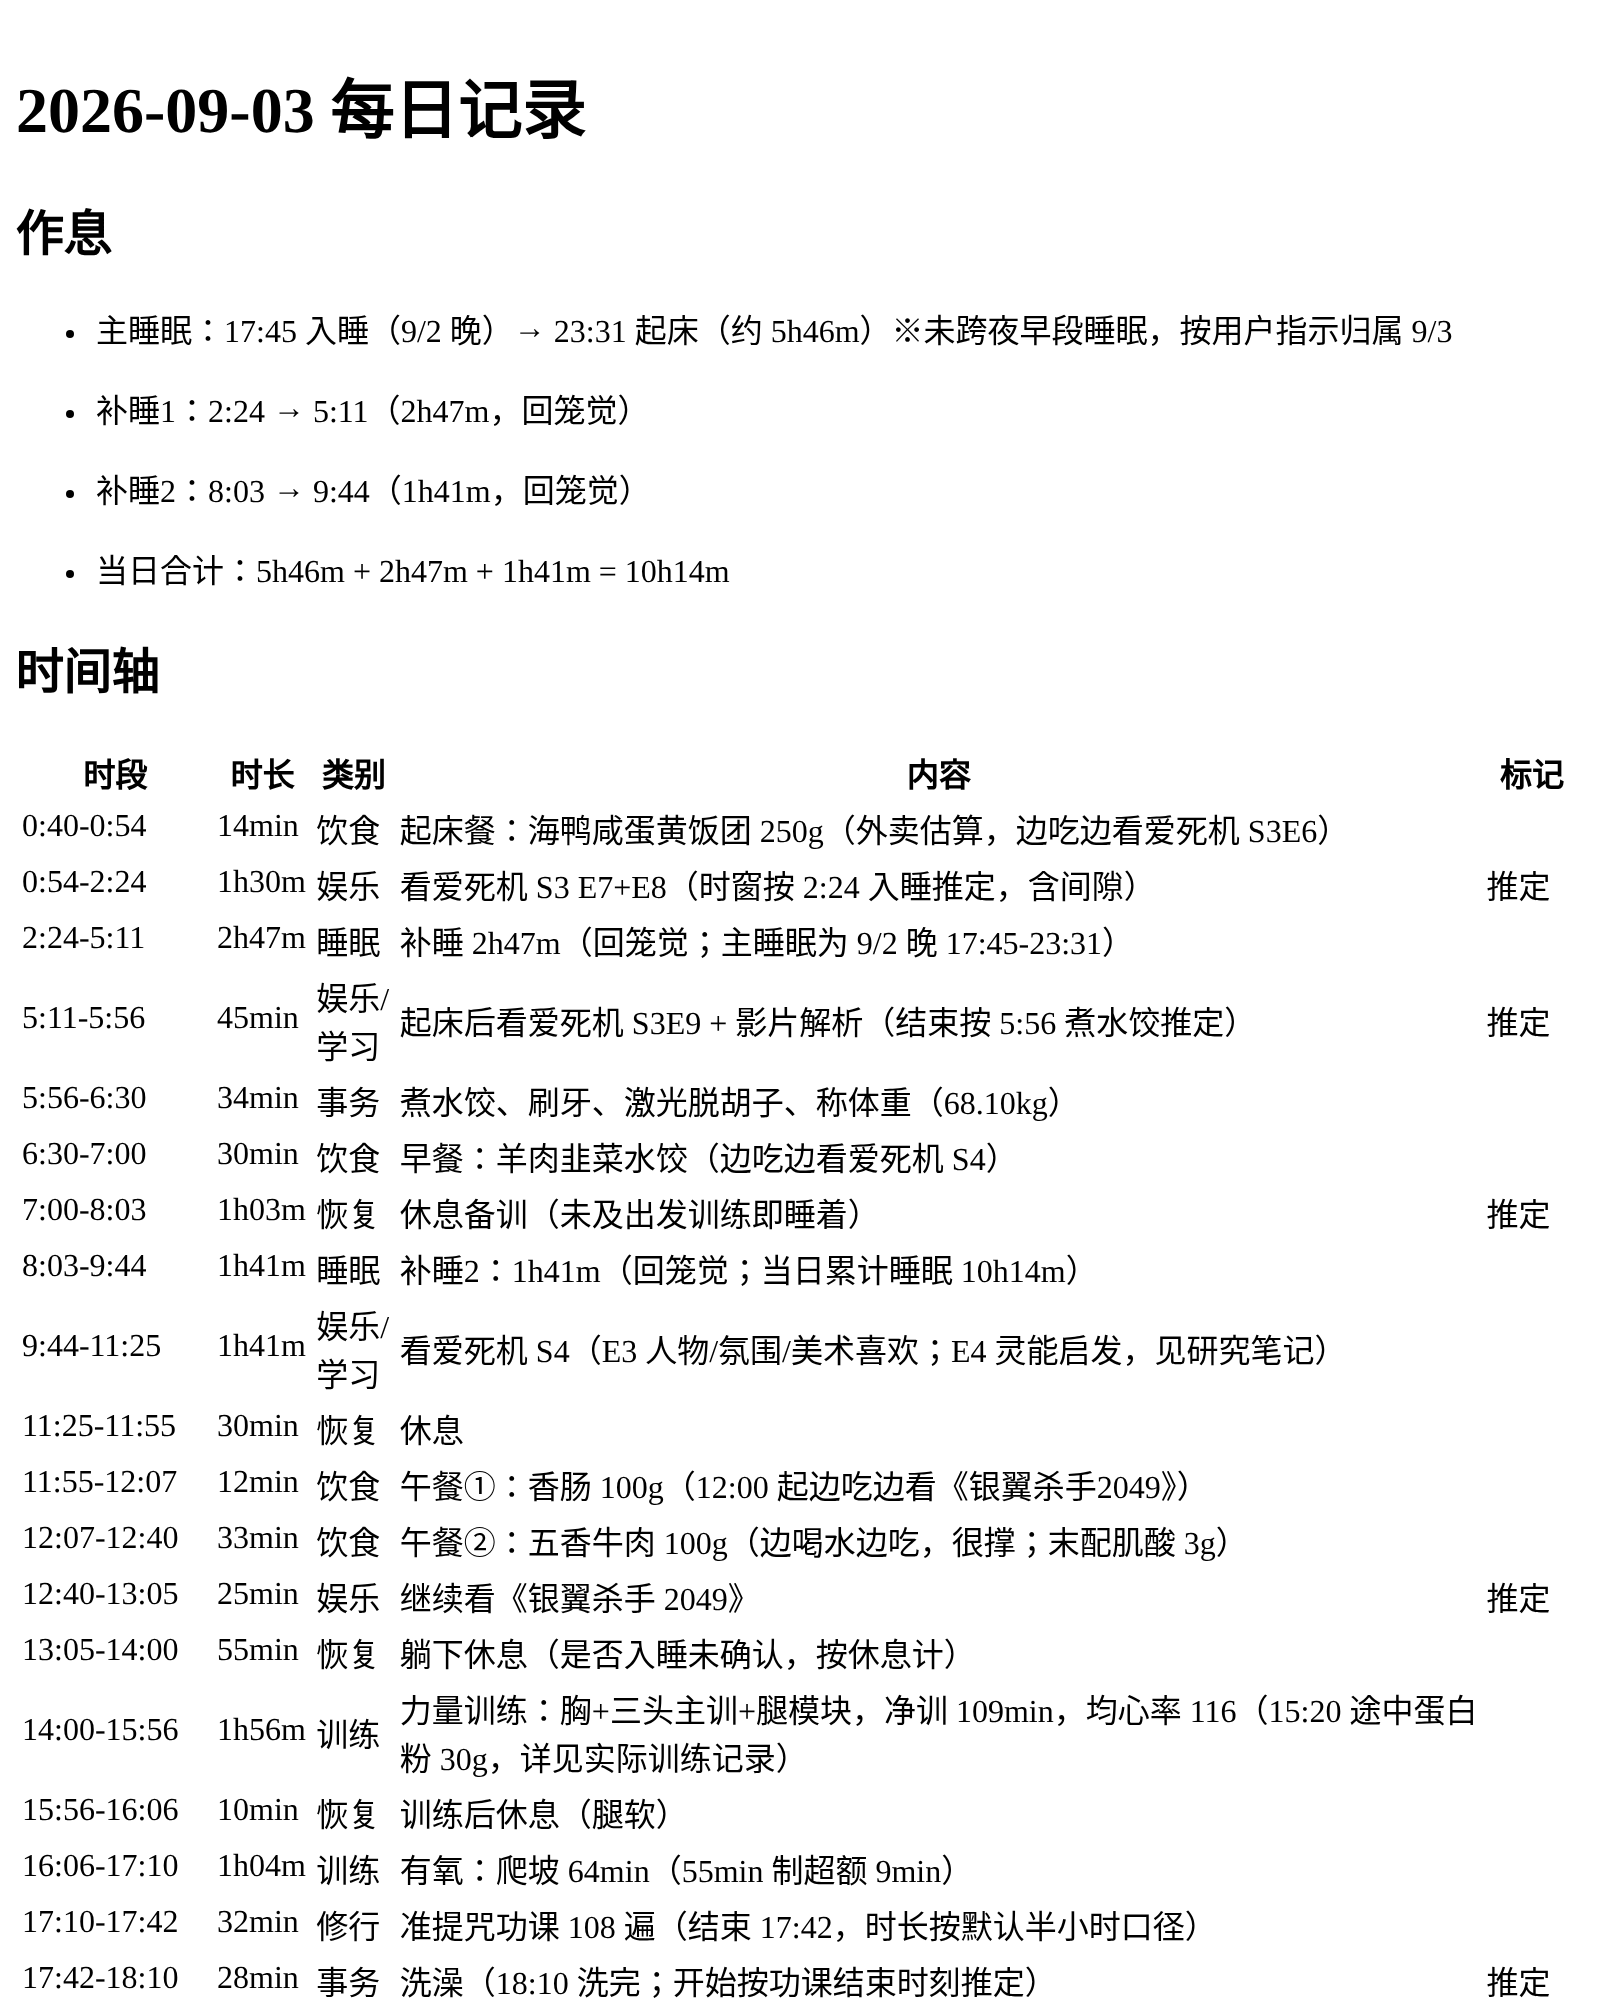 2026-09-03 每日记录
作息
主睡眠：17:45 入睡（9/2 晚）→ 23:31 起床（约 5h46m）※未跨夜早段睡眠，按用户指示归属 9/3
补睡1：2:24 → 5:11（2h47m，回笼觉）
补睡2：8:03 → 9:44（1h41m，回笼觉）
当日合计：5h46m + 2h47m + 1h41m = 10h14m
时间轴
时段 时长 类别 内容 标记
0:40-0:54 14min 饮食 起床餐：海鸭咸蛋黄饭团 250g（外卖估算，边吃边看爱死机 S3E6）
0:54-2:24 1h30m 娱乐 看爱死机 S3 E7+E8（时窗按 2:24 入睡推定，含间隙） 推定
2:24-5:11 2h47m 睡眠 补睡 2h47m（回笼觉；主睡眠为 9/2 晚 17:45-23:31）
5:11-5:56 45min 娱乐/
学习 起床后看爱死机 S3E9 + 影片解析（结束按 5:56 煮水饺推定） 推定
5:56-6:30 34min 事务 煮水饺、刷牙、激光脱胡子、称体重（68.10kg）
6:30-7:00 30min 饮食 早餐：羊肉韭菜水饺（边吃边看爱死机 S4）
7:00-8:03 1h03m 恢复 休息备训（未及出发训练即睡着） 推定
8:03-9:44 1h41m 睡眠 补睡2：1h41m（回笼觉；当日累计睡眠 10h14m）
9:44-11:25 1h41m 娱乐/
学习 看爱死机 S4（E3 人物/氛围/美术喜欢；E4 灵能启发，见研究笔记）
11:25-11:55 30min 恢复 休息
11:55-12:07 12min 饮食 午餐①：香肠 100g（12:00 起边吃边看《银翼杀手2049》）
12:07-12:40 33min 饮食 午餐②：五香牛肉 100g（边喝水边吃，很撑；末配肌酸 3g）
12:40-13:05 25min 娱乐 继续看《银翼杀手 2049》 推定
13:05-14:00 55min 恢复 躺下休息（是否入睡未确认，按休息计）
14:00-15:56 1h56m 训练 力量训练：胸+三头主训+腿模块，净训 109min，均心率 116（15:20 途中蛋白
粉 30g，详见实际训练记录）
15:56-16:06 10min 恢复 训练后休息（腿软）
16:06-17:10 1h04m 训练 有氧：爬坡 64min（55min 制超额 9min）
17:10-17:42 32min 修行 准提咒功课 108 遍（结束 17:42，时长按默认半小时口径）
17:42-18:10 28min 事务 洗澡（18:10 洗完；开始按功课结束时刻推定） 推定